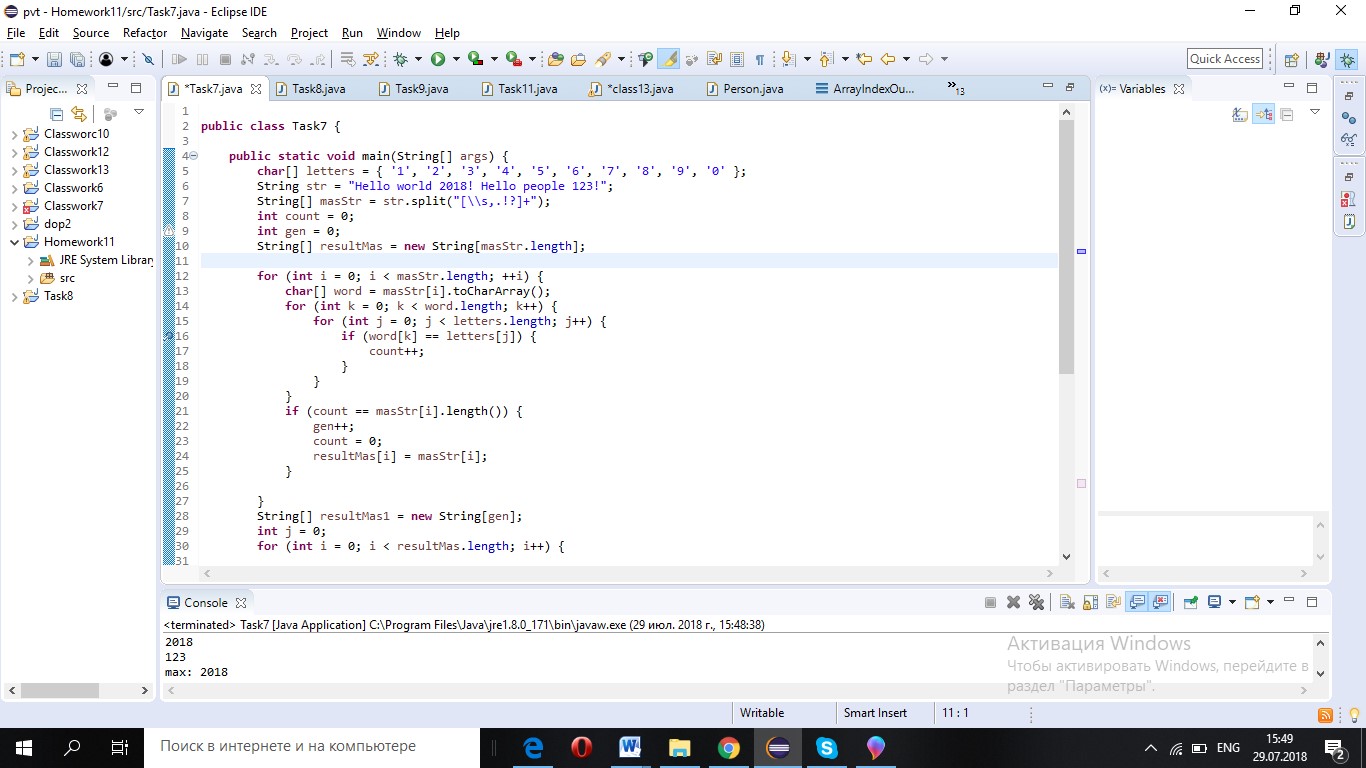 pvt - Homework11/src/Task7.java - Eclipse IDE
File Edit Source Refactor Navigate Search Project Run Window Help
Quick Access
Projec...
*Task7.java Task8.java Task9.java Task11.java *class13.java Person.java ArrayIndexOu... »13
(x)= Variables
Classworc10
Classwork12
Classwork13
Classwork6
Classwork7
dop2
Homework11
JRE System Librar
src
Task8
1
2 public class Task7 {
3
4 public static void main(String[] args) {
5 char[] letters = { '1', '2', '3', '4', '5', '6', '7', '8', '9', '0' };
6 String str = "Hello world 2018! Hello people 123!";
7 String[] masStr = str.split("[\\s,.!?]+");
8 int count = 0;
9 int gen = 0;
10 String[] resultMas = new String[masStr.length];
11
12 for (int i = 0; i < masStr.length; ++i) {
13 char[] word = masStr[i].toCharArray();
14 for (int k = 0; k < word.length; k++) {
15 for (int j = 0; j < letters.length; j++) {
16 if (word[k] == letters[j]) {
17 count++;
18 }
19 }
20 }
21 if (count == masStr[i].length()) {
22 gen++;
23 count = 0;
24 resultMas[i] = masStr[i];
25 }
26
27 }
28 String[] resultMas1 = new String[gen];
29 int j = 0;
30 for (int i = 0; i < resultMas.length; i++) {
31
Console
<terminated> Task7 [Java Application] C:\Program Files\Java\jre1.8.0_171\bin\javaw.exe (29 июл. 2018 г., 15:48:38)
2018
123
max: 2018
Активация Windows
Чтобы активировать Windows, перейдите в
раздел "Параметры".
Writable Smart Insert 11 : 1
Поиск в интернете и на компьютере
ENG
15:49
29.07.2018
2